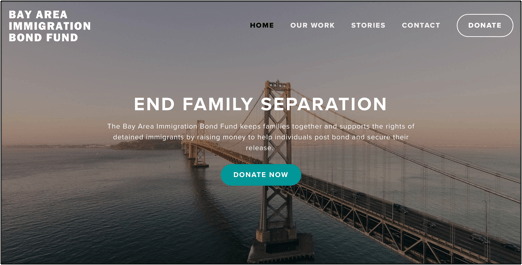 BAY AREA
IMMIGRATION
BOND FUND
HOME OUR WORK STORIES CONTACT DONATE
END FAMILY SEPARATION
The Bay Area Immigration Bond Fund keeps families together and supports the rights of
detained immigrants by raising money to help individuals post bond and secure their
release.
DONATE NOW